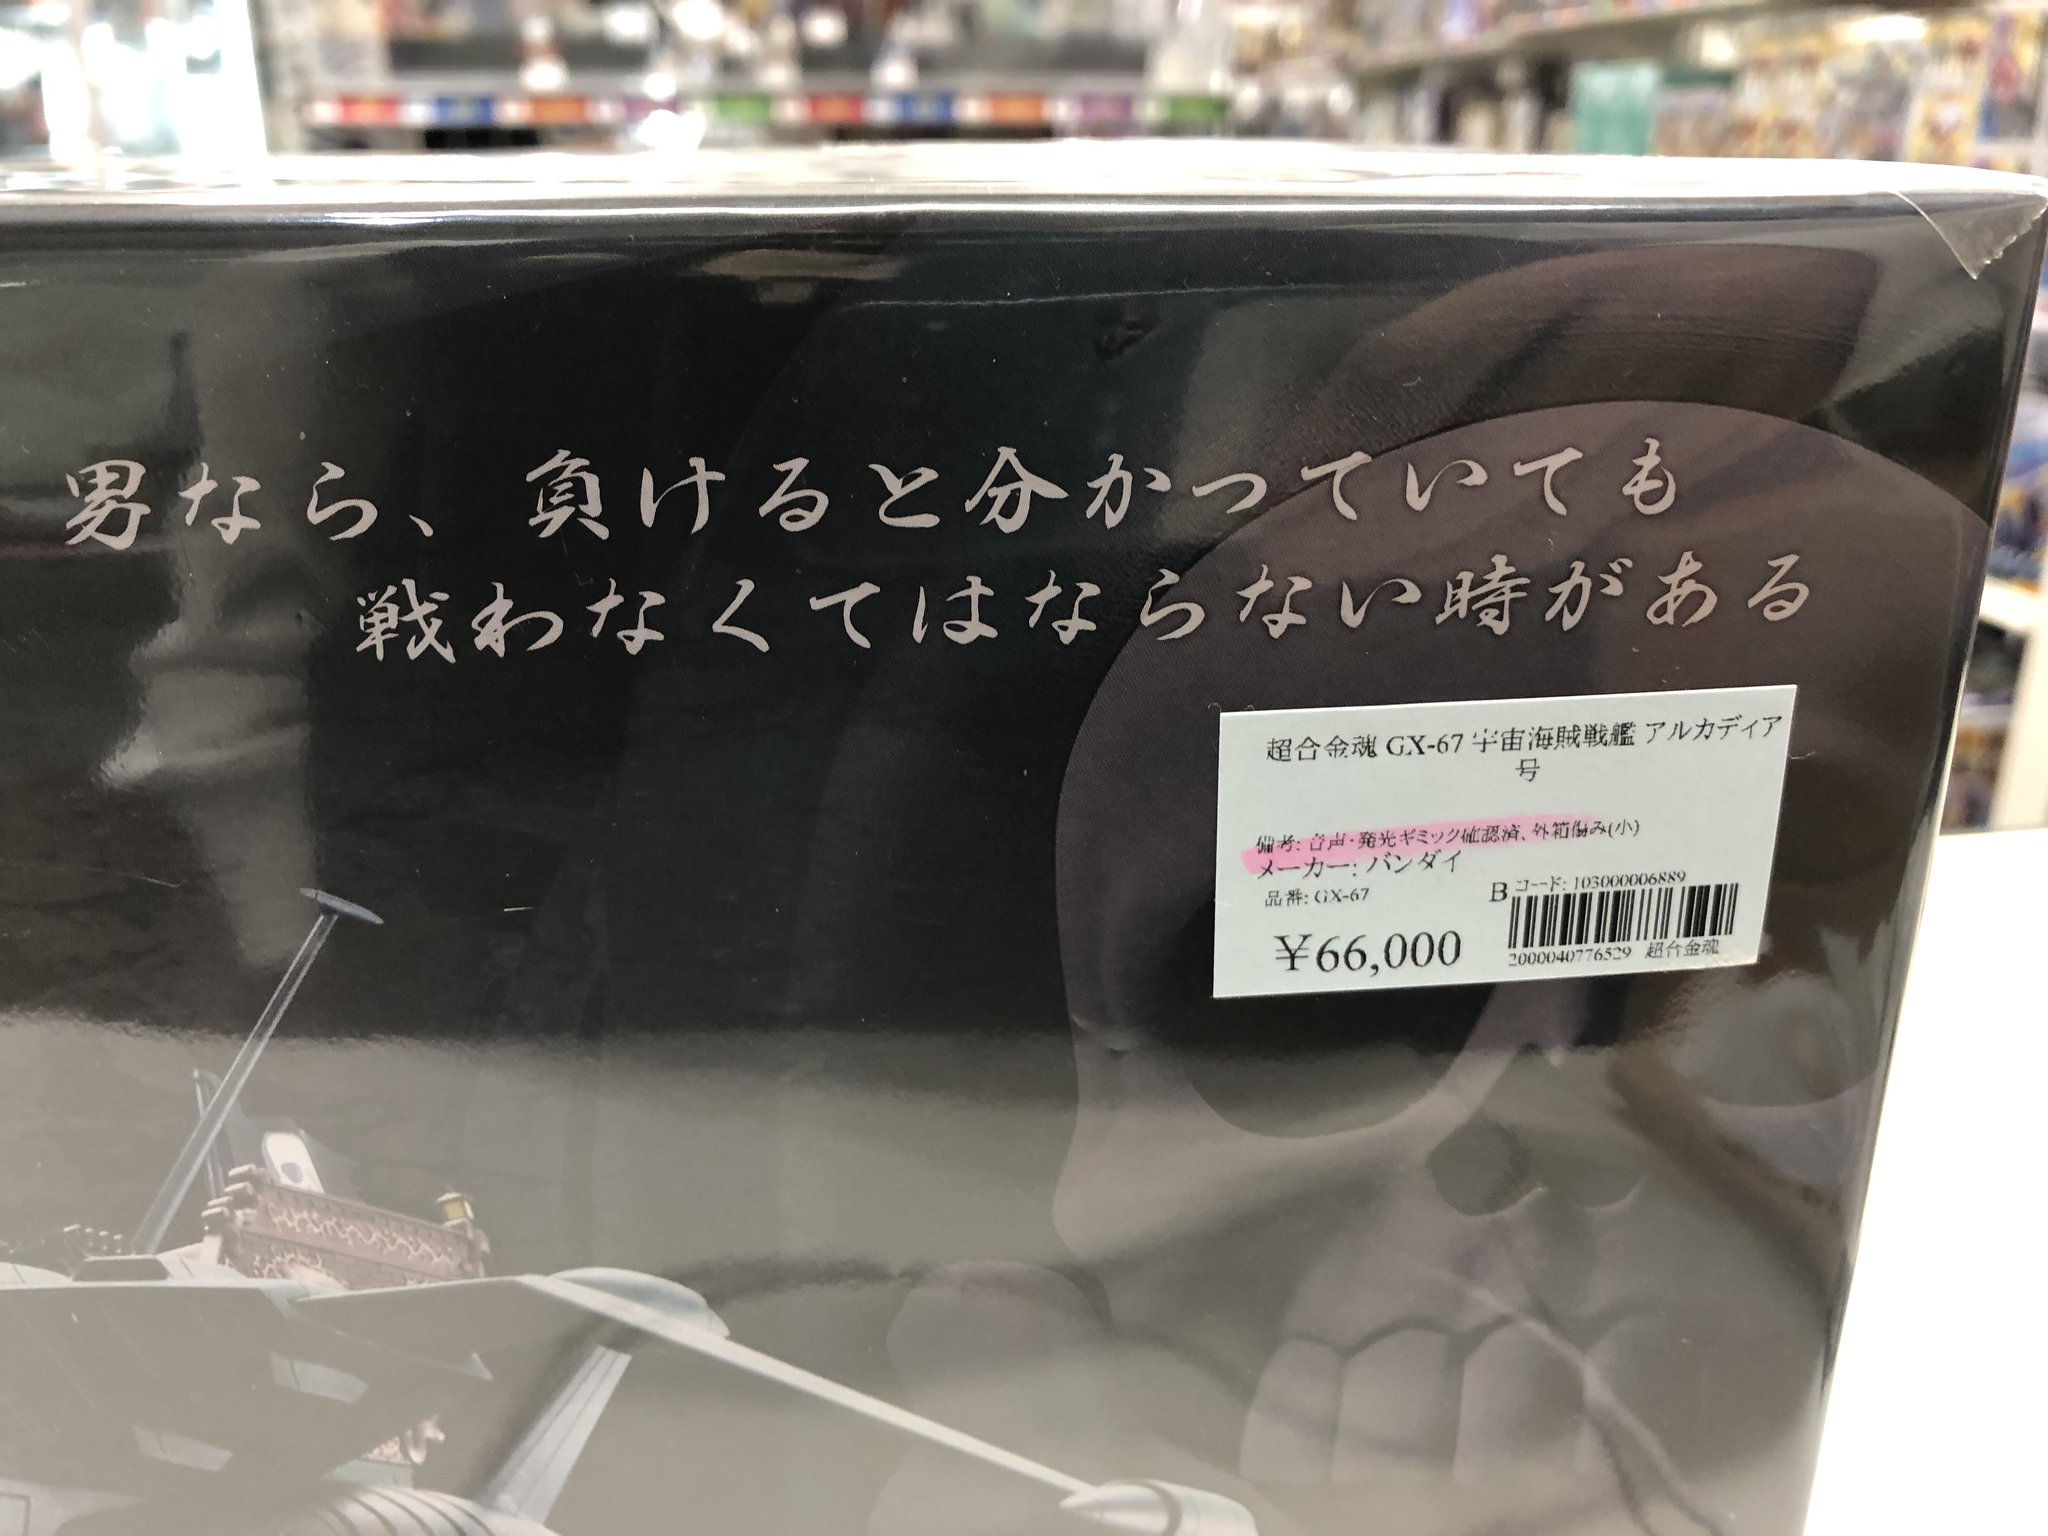 男なら、負けると分かっていても
戦わなくてはならない時がある
超合金魂 GX-67 宇宙海賊戦艦 アルカディア
号
備考: 音声・発光ギミック確認済、外箱傷み(小)
メーカー: バンダイ
品番: GX-67
B コード: 103000006889
¥66,000
2000040776529 超合金魂